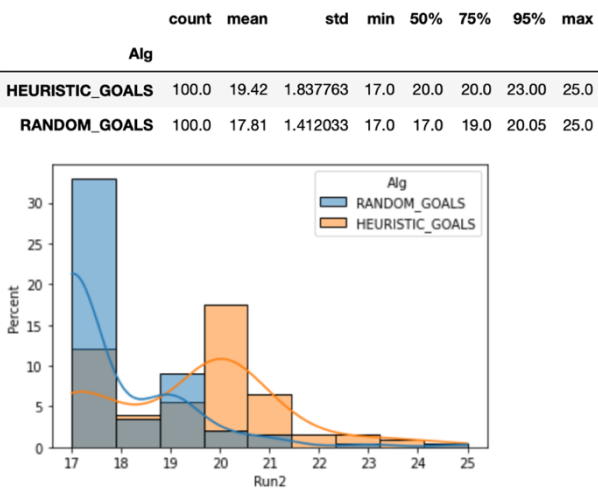 count mean std min 50% 75% 95% max
Alg
HEURISTIC_GOALS 100.0 19.42 1.837763 17.0 20.0 20.0 23.00 25.0
RANDOM_GOALS 100.0 17.81 1.412033 17.0 17.0 19.0 20.05 25.0
Alg
RANDOM_GOALS
HEURISTIC_GOALS
30
25
20
15
10
5
0
Percent
17 18 19 20 21 22 23 24 25
Run2